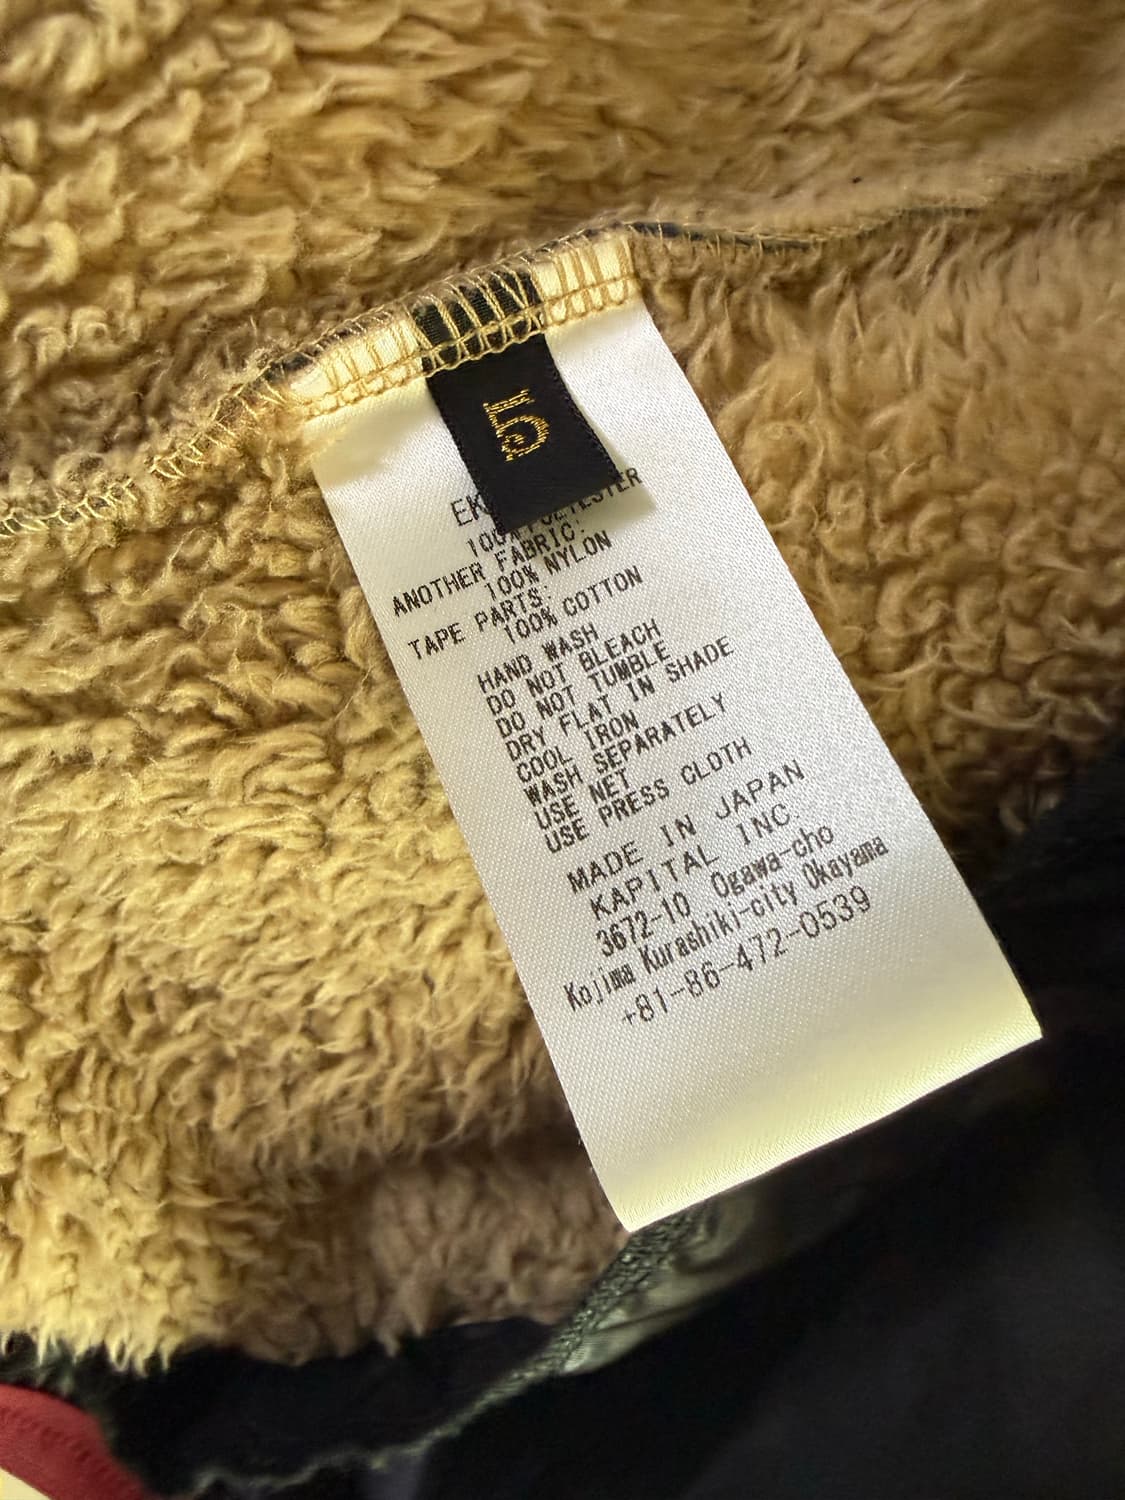 5
100% POLYESTER
ANOTHER FABRIC:
100% NYLON
TAPE PARTS:
100% COTTON
HAND WASH
DO NOT BLEACH
DO NOT TUMBLE
DRY FLAT IN SHADE
COOL IRON
WASH SEPARATELY
USE NET
USE PRESS CLOTH
MADE IN JAPAN
KAPITAL INC.
3672-10 Ogawa-cho
Kojima Kurashiki-city Okayama
+81-86-472-0539